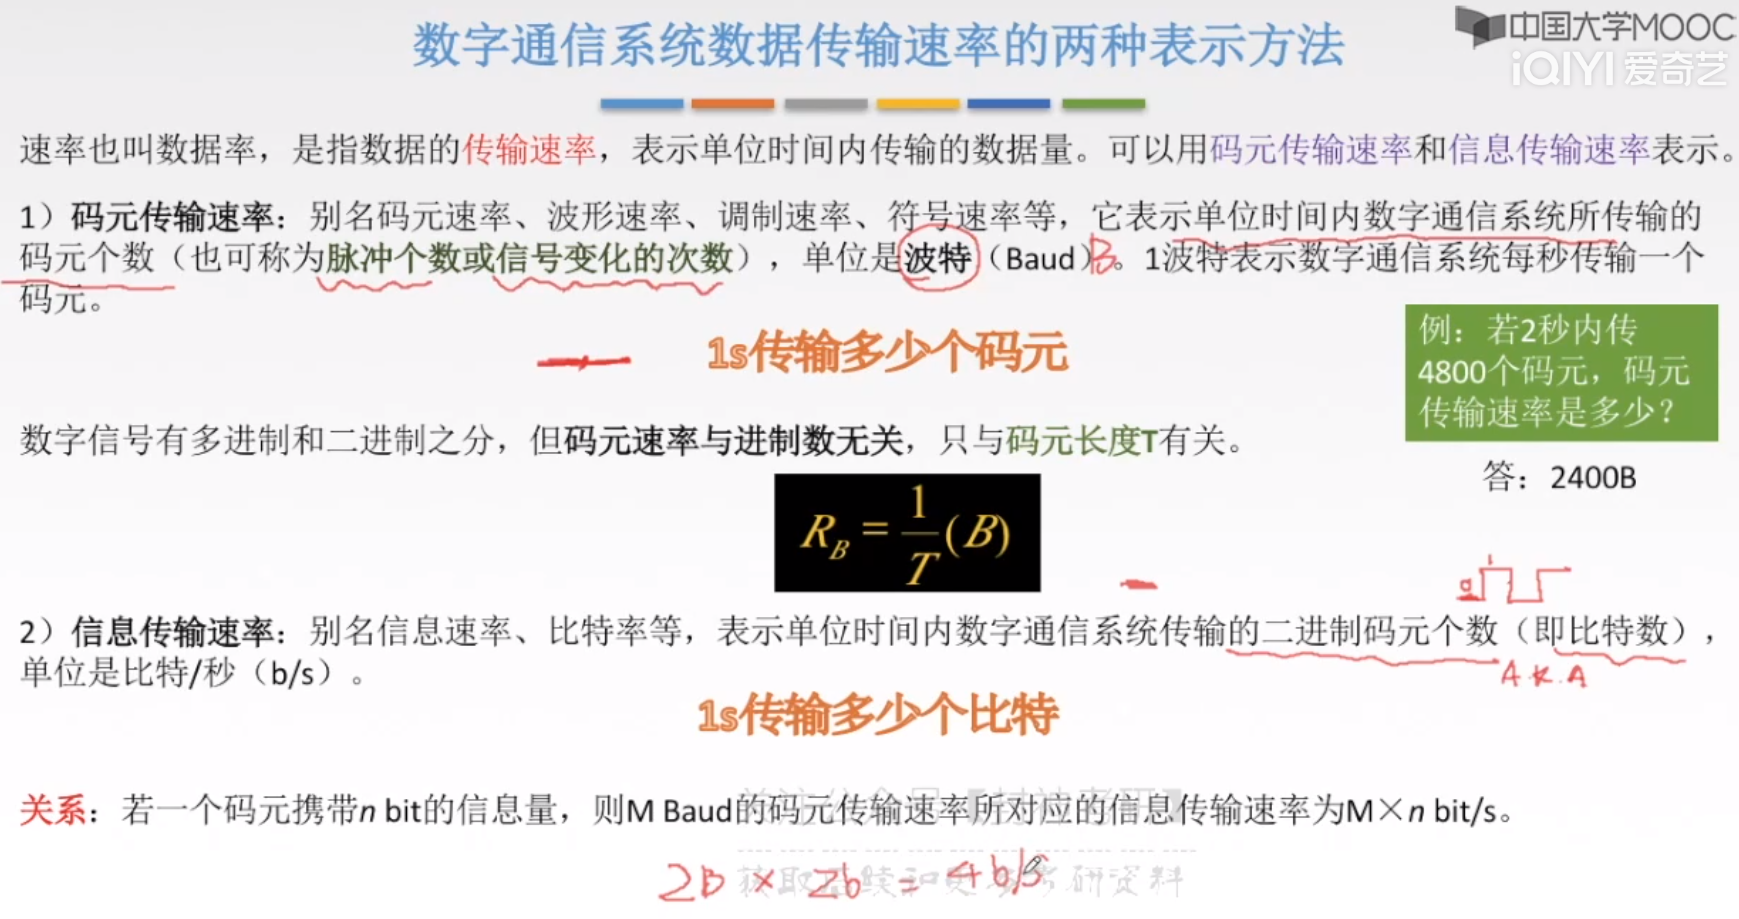 数字通信系统数据传输速率的两种表示方法
中国大学MOOC
iQIYI 爱奇艺
速率也叫数据率，是指数据的传输速率，表示单位时间内传输的数据量。可以用码元传输速率和信息传输速率表示。
1）码元传输速率：别名码元速率、波形速率、调制速率、符号速率等，它表示单位时间内数字通信系统所传输的
码元个数（也可称为脉冲个数或信号变化的次数），单位是波特（Baud）B。1波特表示数字通信系统每秒传输一个
码元。
1s传输多少个码元
例：若2秒内传
4800个码元，码元
传输速率是多少？
答：2400B
数字信号有多进制和二进制之分，但码元速率与进制数无关，只与码元长度T有关。
R_B = 1/T (B)
1
0
2）信息传输速率：别名信息速率、比特率等，表示单位时间内数字通信系统传输的二进制码元个数（即比特数），
A.K.A
单位是比特/秒（b/s）。
1s传输多少个比特
关系：若一个码元携带n bit的信息量，则M Baud的码元传输速率所对应的信息传输速率为M×n bit/s。
2B × 2b = 4b/s